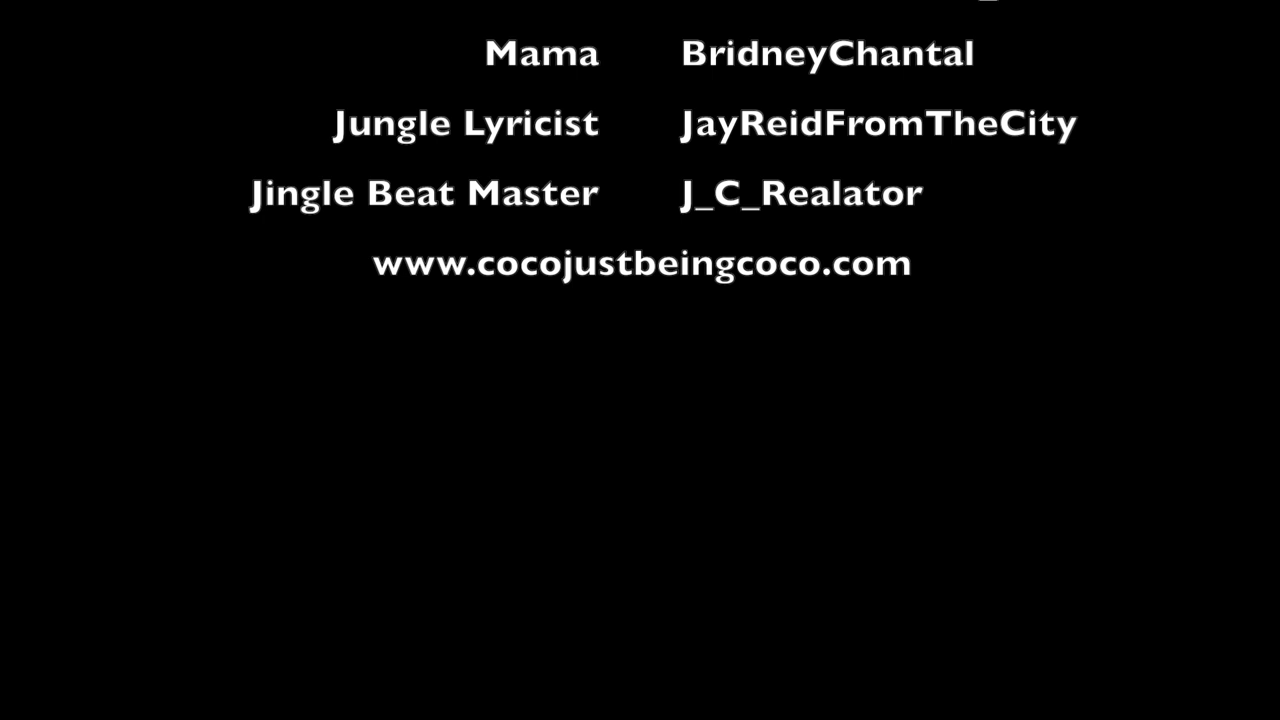 Mama BridneyChantal
Jungle Lyricist JayReidFromTheCity
Jingle Beat Master J_C_Realator
www.cocojustbeingcoco.com